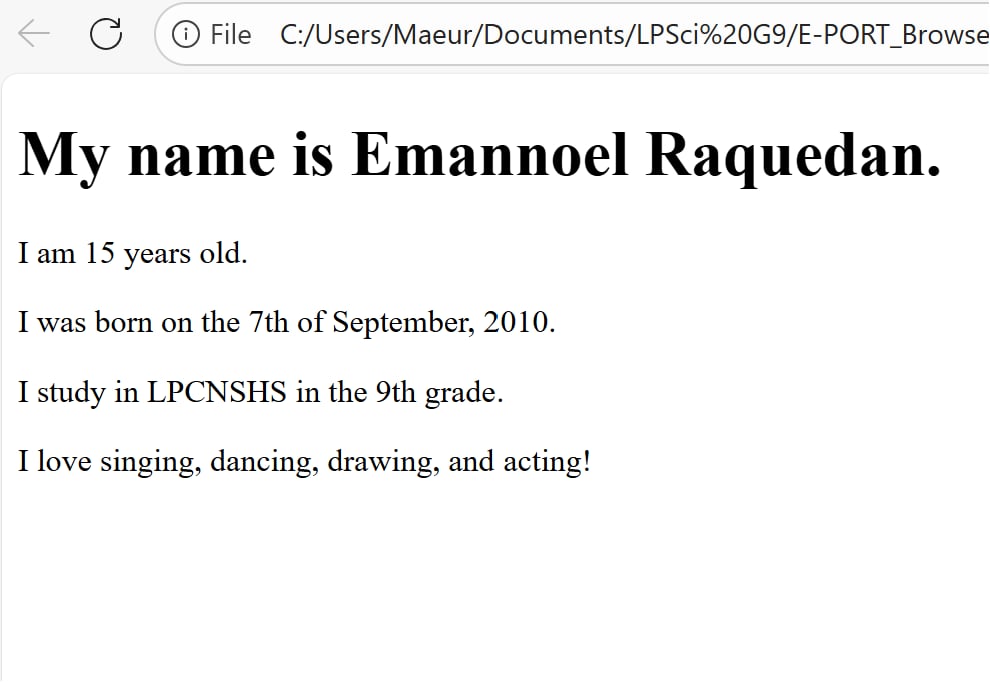 File C:/Users/Maeur/Documents/LPSci%20G9/E-PORT_Browse
My name is Emannoel Raquedan.
I am 15 years old.
I was born on the 7th of September, 2010.
I study in LPCNSHS in the 9th grade.
I love singing, dancing, drawing, and acting!